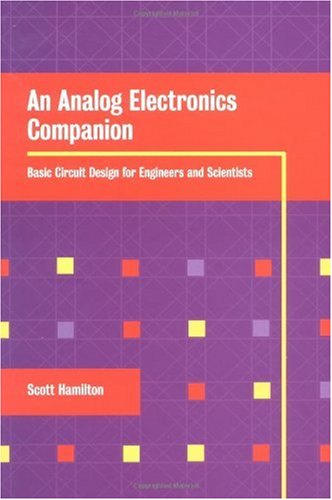 An Analog Electronics
Companion
Basic Circuit Design for Engineers and Scientists
Scott Hamilton